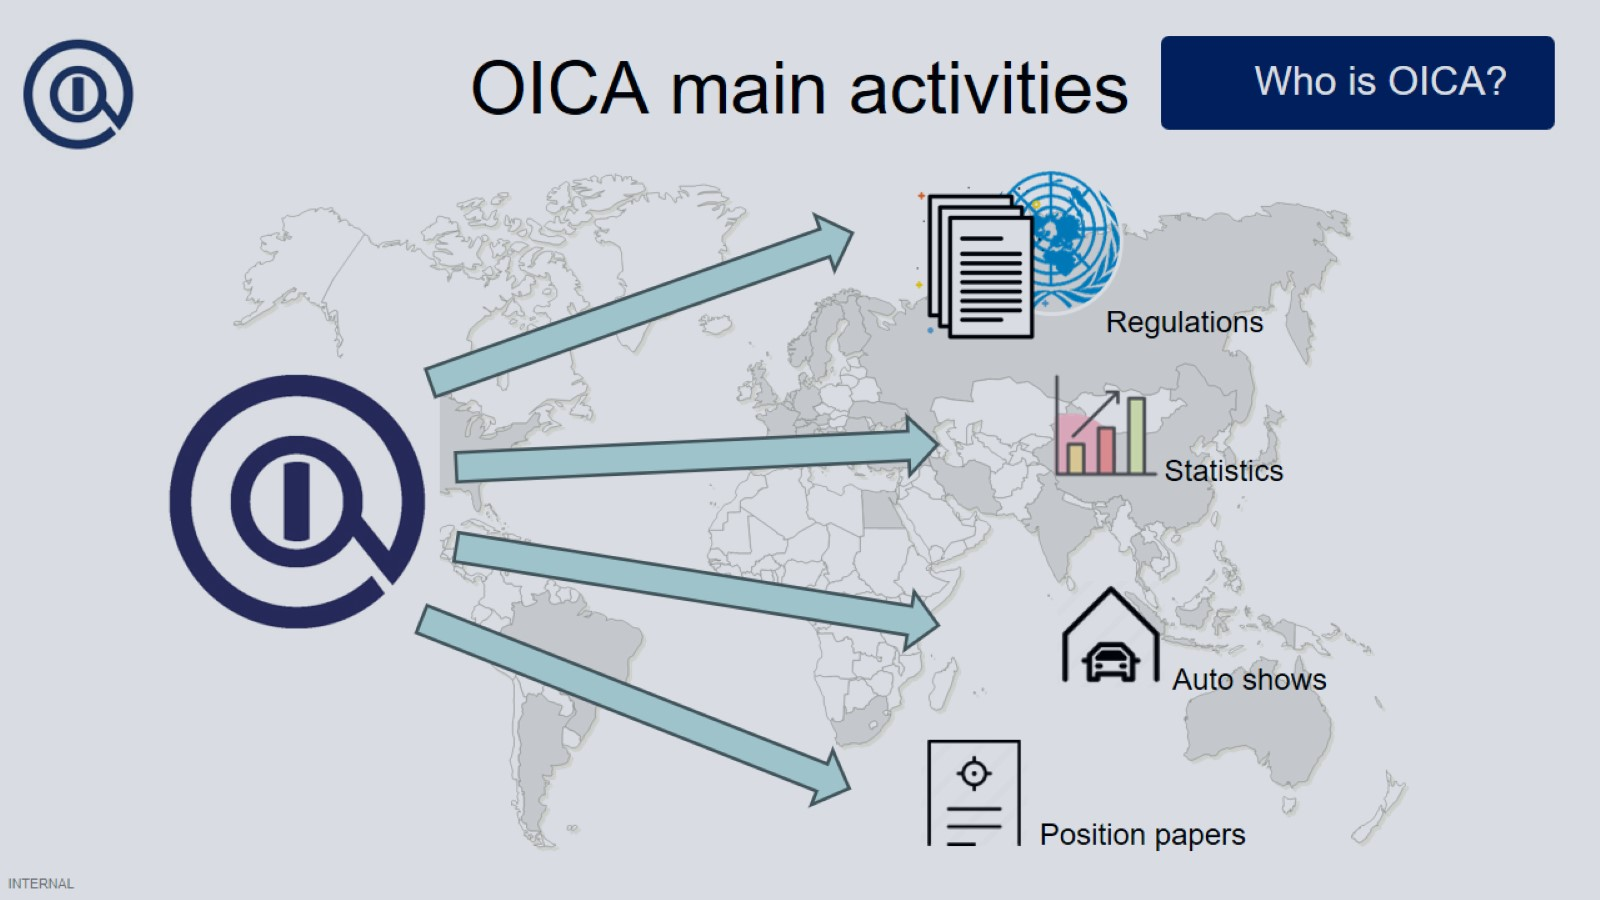 OICA main activities
Who is OICA?
Regulations
Statistics
Auto shows
Position papers
INTERNAL